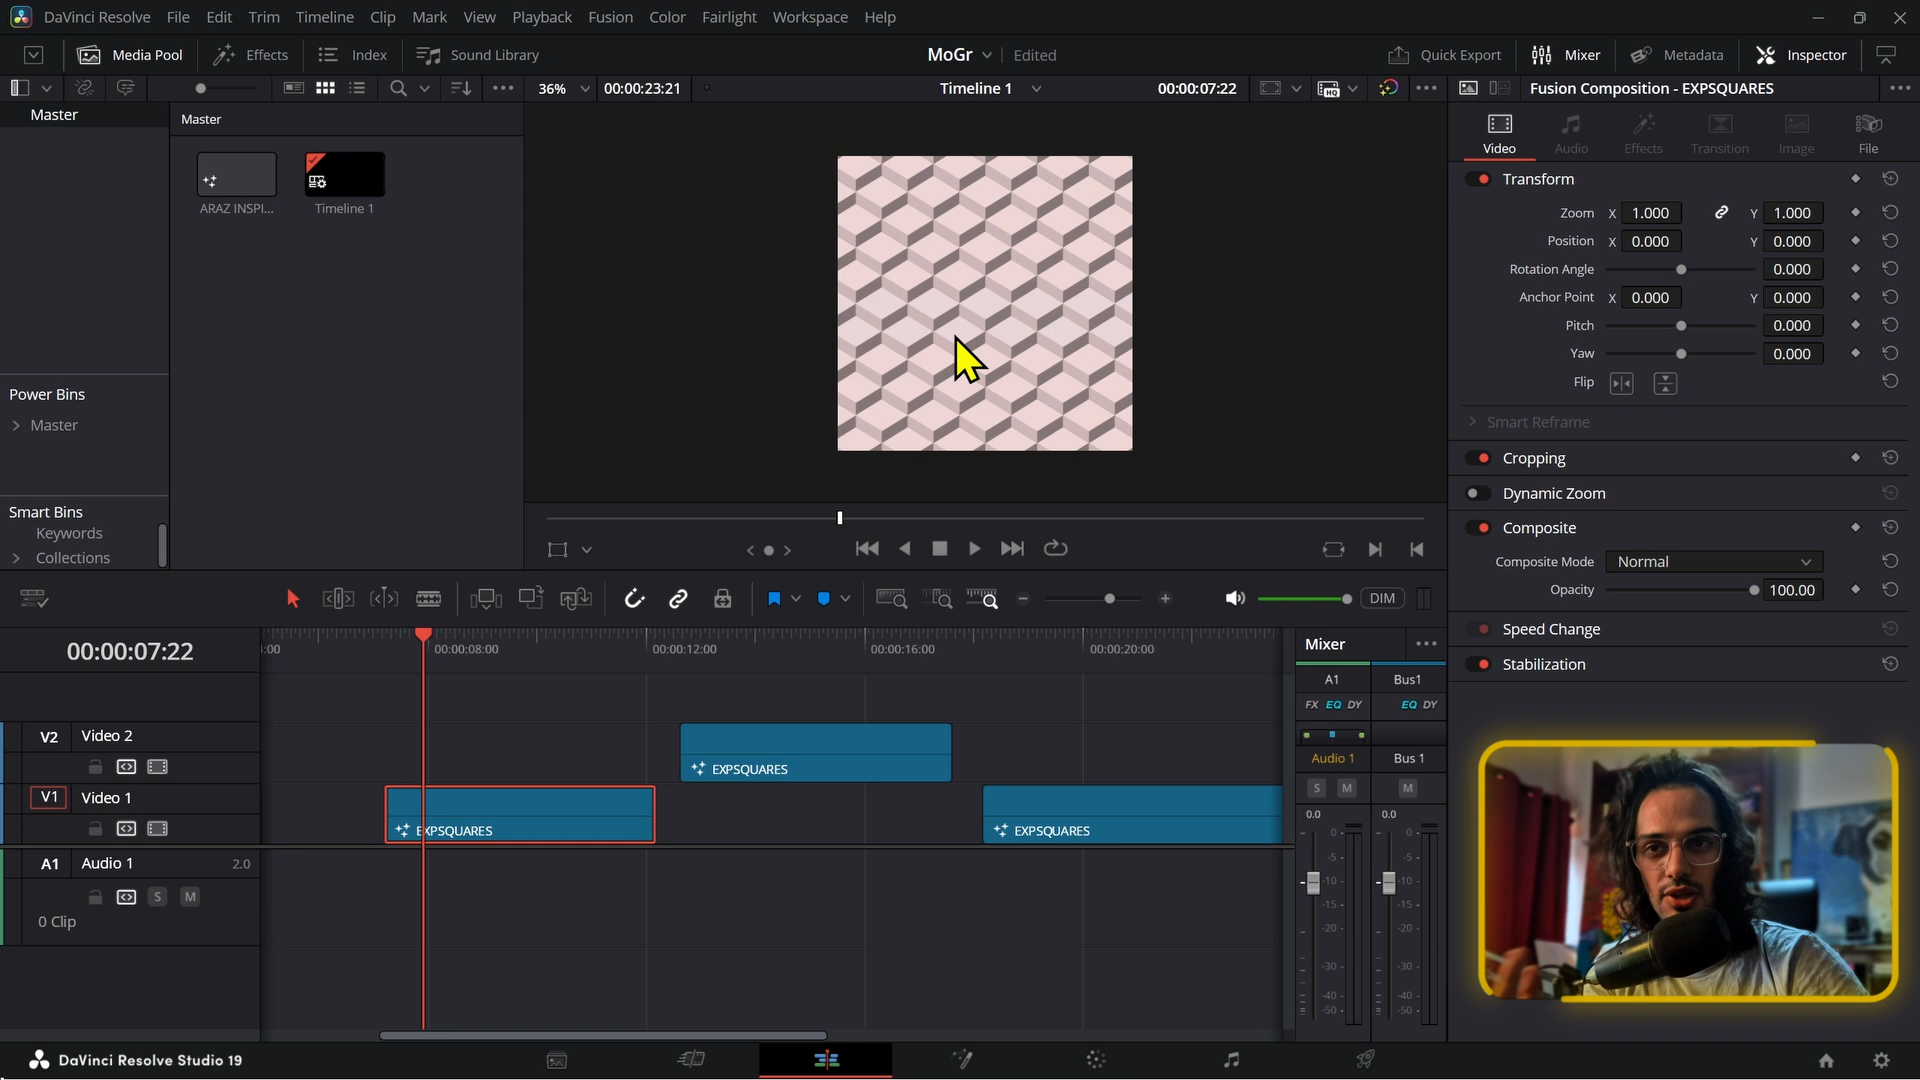 DaVinci Resolve File Edit Trim Timeline Clip Mark View Playback Fusion Color Fairlight Workspace Help
Media Pool Effects Index Sound Library MoGr Edited Quick Export Mixer Metadata Inspector
36% 00:00:23:21 Timeline 1 00:00:07:22 Fusion Composition - EXPSQUARES
Master
Master
ARAZ INSPI...
Timeline 1
Power Bins
Master
Smart Bins
Keywords
Collections
Video Audio Effects Transition Image File
Transform
Zoom X 1.000 Y 1.000
Position X 0.000 Y 0.000
Rotation Angle 0.000
Anchor Point X 0.000 Y 0.000
Pitch 0.000
Yaw 0.000
Flip
Smart Reframe
Cropping
Dynamic Zoom
Composite
Composite Mode Normal
Opacity 100.00
Speed Change
Stabilization
DIM
00:00:07:22
:00 00:00:08:00 00:00:12:00 00:00:16:00 00:00:20:00
V2 Video 2
EXPSQUARES
V1 Video 1
EXPSQUARES
EXPSQUARES
A1 Audio 1 2.0
S M
0 Clip
Mixer
A1 Bus1
FX EQ DY EQ DY
Audio 1 Bus 1
S M M
0.0 0.0
0 0
-5 -5
-10 -10
-15 -15
-20 -20
-30 -30
-40 -40
-50 -50
DaVinci Resolve Studio 19